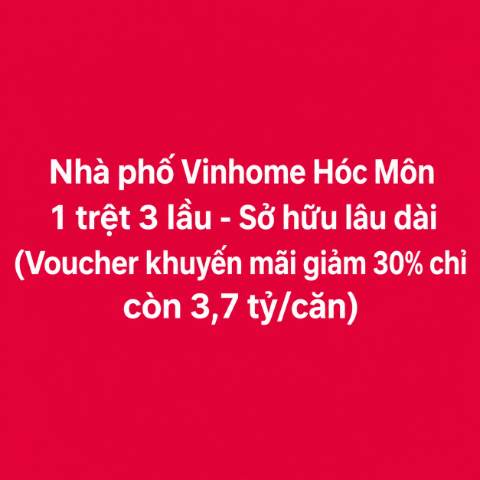 Nhà phố Vinhome Hóc Môn
1 trệt 3 lầu - Sở hữu lâu dài
(Voucher khuyến mãi giảm 30% chỉ
còn 3,7 tỷ/căn)